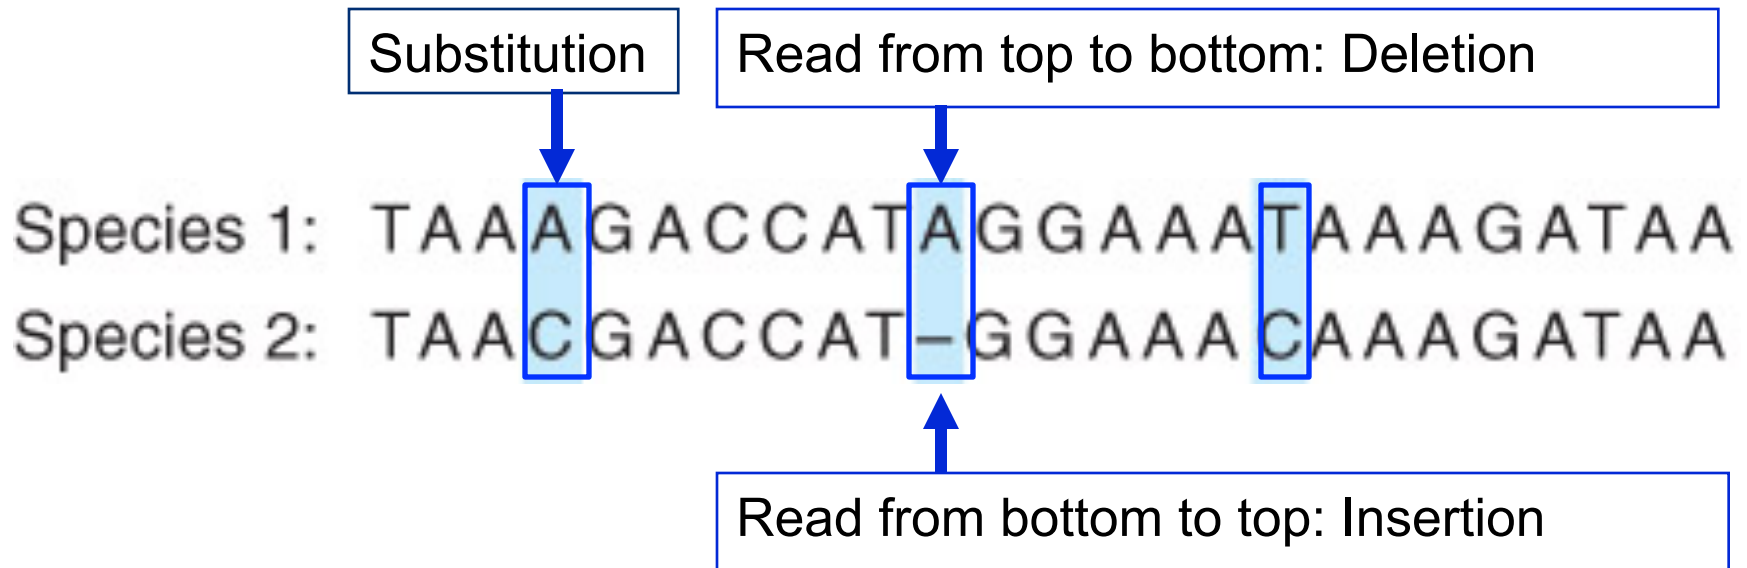 Substitution
Read from top to bottom: Deletion
Species 1: TAAAGACCATAGGAAATAAAGATAA
Species 2: TAACGACCAT–GGAAACAAAGATAA
Read from bottom to top: Insertion